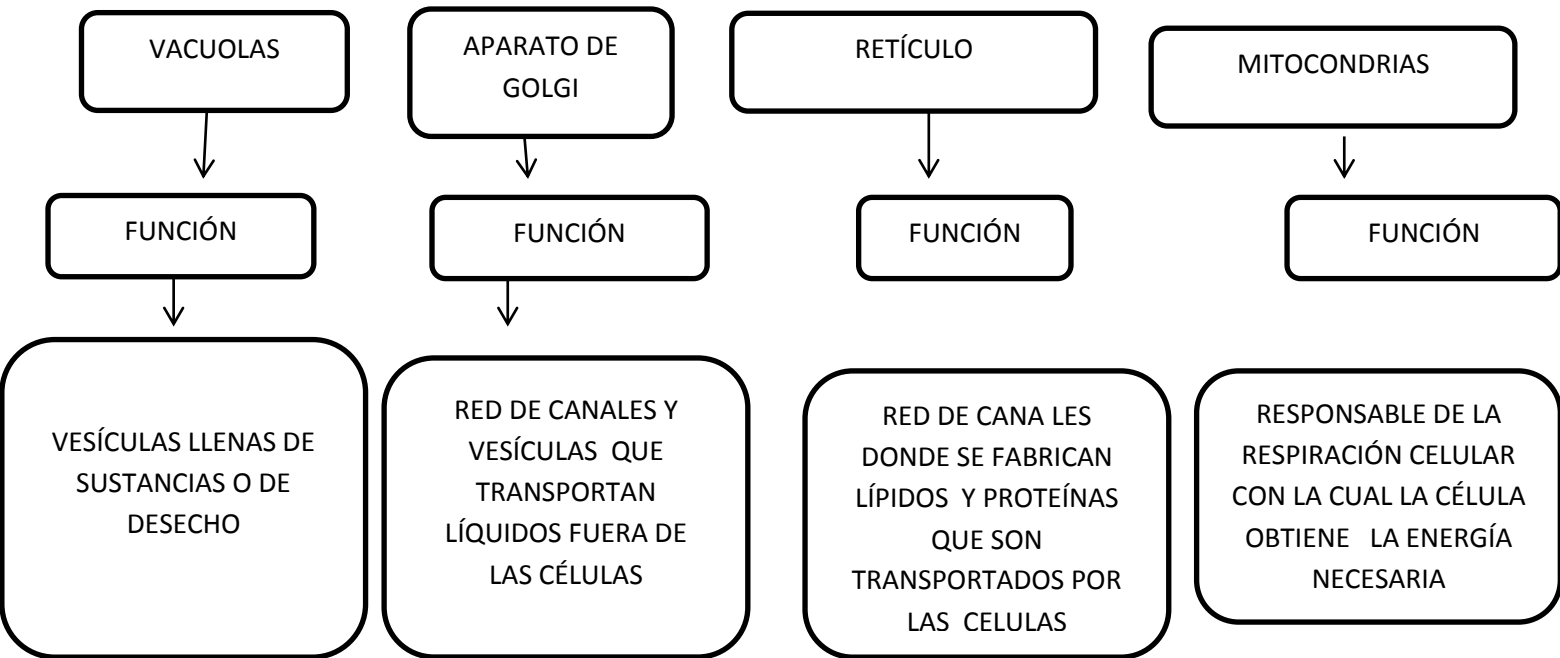 VACUOLAS
APARATO DE
GOLGI
RETÍCULO
MITOCONDRIAS
FUNCIÓN
FUNCIÓN
FUNCIÓN
FUNCIÓN
VESÍCULAS LLENAS DE
SUSTANCIAS O DE
DESECHO
RED DE CANALES Y
VESÍCULAS QUE
TRANSPORTAN
LÍQUIDOS FUERA DE
LAS CÉLULAS
RED DE CANA LES
DONDE SE FABRICAN
LÍPIDOS Y PROTEÍNAS
QUE SON
TRANSPORTADOS POR
LAS CELULAS
RESPONSABLE DE LA
RESPIRACIÓN CELULAR
CON LA CUAL LA CÉLULA
OBTIENE LA ENERGÍA
NECESARIA